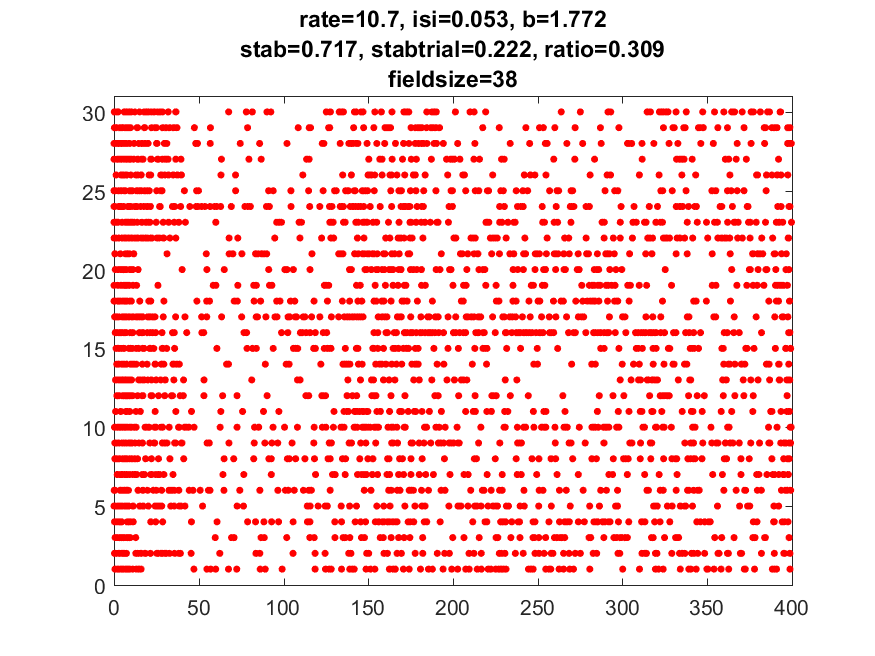 rate=10.7, isi=0.053, b=1.772
stab=0.717, stabtrial=0.222, ratio=0.309
fieldsize=38
30
25
20
15
10
5
0
0 50 100 150 200 250 300 350 400